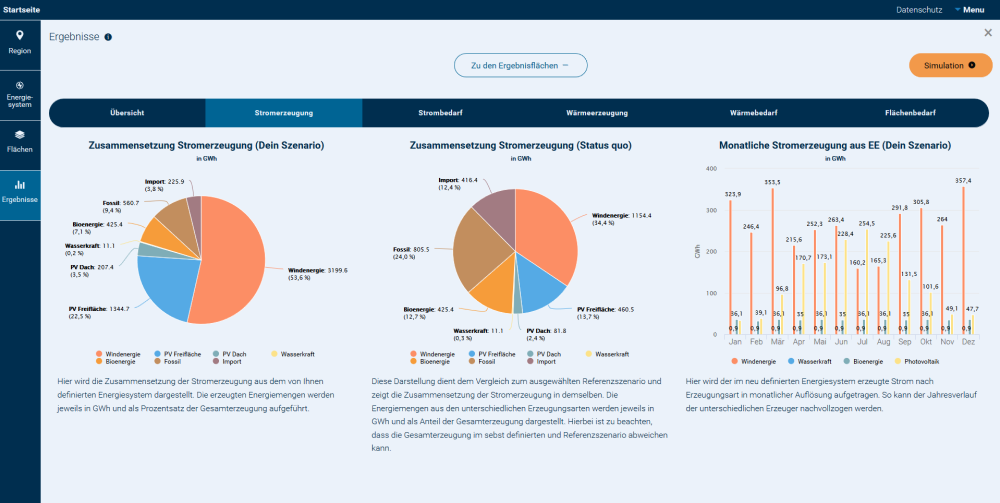 Startseite
Datenschutz
Menu
Region
Energie-
system
Flächen
Ergebnisse
Ergebnisse
Zu den Ergebnisflächen
Simulation
Übersicht
Stromerzeugung
Strombedarf
Wärmeerzeugung
Wärmebedarf
Flächenbedarf
Zusammensetzung Stromerzeugung (Dein Szenario)
in GWh
Import: 225.9
(3,8 %)
Fossil: 560.7
(9,4 %)
Bioenergie: 425.4
(7,1 %)
Wasserkraft: 11.1
(0,2 %)
PV Dach: 207.4
(3,5 %)
PV Freifläche: 1344.7
(22,5 %)
Windenergie: 3199.6
(53,6 %)
Windenergie
PV Freifläche
PV Dach
Wasserkraft
Bioenergie
Fossil
Import
Hier wird die Zusammensetzung der Stromerzeugung aus dem von Ihnen
definierten Energiesystem dargestellt. Die erzeugten Energiemengen werden
jeweils in GWh und als Prozentsatz der Gesamterzeugung aufgeführt.
Zusammensetzung Stromerzeugung (Status quo)
in GWh
Import: 416.4
(12,4 %)
Windenergie: 1154.4
(34,4 %)
Fossil: 805.5
(24,0 %)
Bioenergie: 425.4
(12,7 %)
Wasserkraft: 11.1
(0,3 %)
PV Dach: 81.8
(2,4 %)
PV Freifläche: 460.5
(13,7 %)
Windenergie
PV Freifläche
PV Dach
Wasserkraft
Bioenergie
Fossil
Import
Diese Darstellung dient dem Vergleich zum ausgewählten Referenzszenario und
zeigt die Zusammensetzung der Stromerzeugung in demselben. Die
Energiemengen aus den unterschiedlichen Erzeugungsarten werden jeweils in
GWh und als Anteil der Gesamterzeugung dargestellt. Hierbei ist zu beachten,
dass die Gesamterzeugung im sebst definierten und Referenzszenario abweichen
kann.
Monatliche Stromerzeugung aus EE (Dein Szenario)
in GWh
GWh
400
300
200
100
0
323,9
246,4
353,5
215,6
252,3
263,4
160,2
165,3
291,8
305,8
264
357,4
39,1
96,8
170,7
173,1
228,4
254,5
225,6
131,5
101,6
49,1
47,7
36,1
36,1
35
36,1
35
36,1
36,1
35
36,1
0,9
0,9
0,9
0,9
0,9
0,9
0,9
0,9
0,9
0,9
0,9
0,9
Jan
Feb
Mär
Apr
Mai
Jun
Jul
Aug
Sep
Okt
Nov
Dez
Windenergie
Wasserkraft
Bioenergie
Photovoltaik
Hier wird der im neu definierten Energiesystem erzeugte Strom nach
Erzeugungsart in monatlicher Auflösung aufgetragen. So kann der Jahresverlauf
der unterschiedlichen Erzeuger nachvollzogen werden.